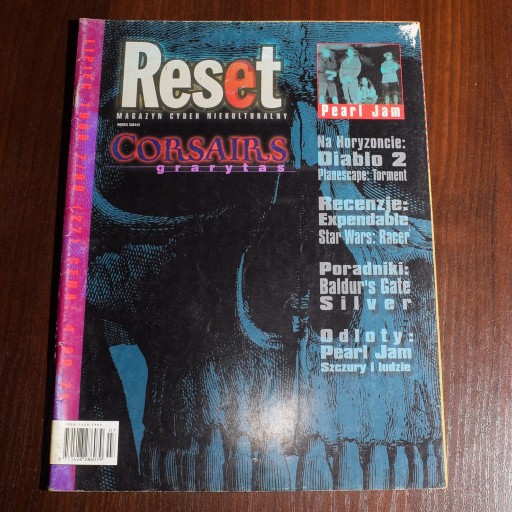 Reset
MAGAZYN CYBER NIEKULTURALNY
CORSAIRS
grarytas
Pearl Jam
Na Horyzoncie:
Diablo 2
Planescape: Torment
Recenzje:
Expendable
Star Wars: Racer
Poradniki:
Baldur's Gate
Silver
Odloty:
Pearl Jam
Szczury i ludzie
LIPIEC